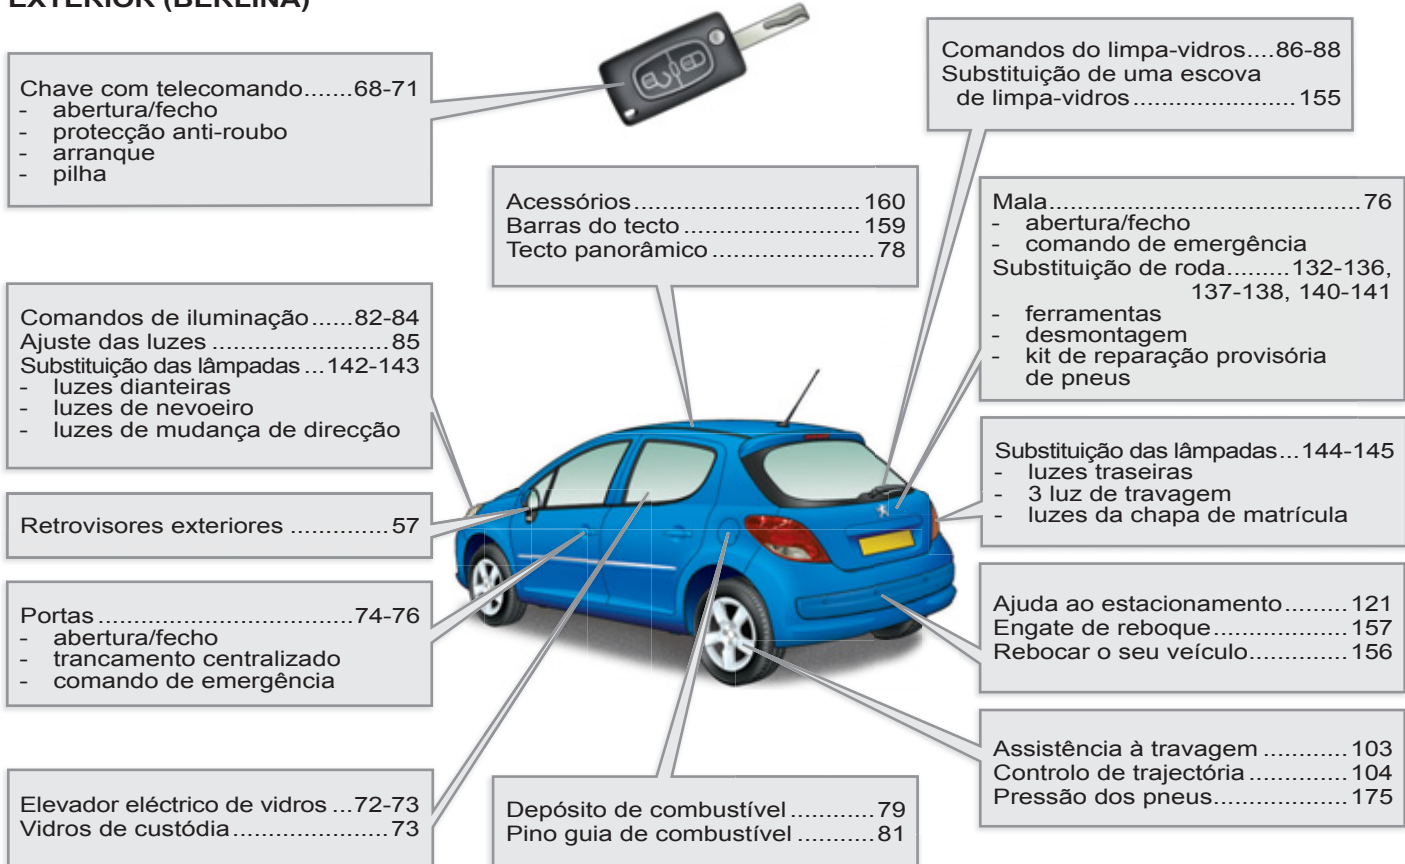 EXTERIOR (BERLINA)
Chave com telecomando.......68-71
- abertura/fecho
- protecção anti-roubo
- arranque
- pilha
Comandos do limpa-vidros....86-88
Substituição de uma escova
de limpa-vidros.......................155
Acessórios................................160
Barras do tecto.........................159
Tecto panorâmico.......................78
Mala............................................76
- abertura/fecho
- comando de emergência
Substituição de roda.........132-136,
137-138, 140-141
- ferramentas
- desmontagem
- kit de reparação provisória
de pneus
Comandos de iluminação......82-84
Ajuste das luzes.........................85
Substituição das lâmpadas...142-143
- luzes dianteiras
- luzes de nevoeiro
- luzes de mudança de direcção
Substituição das lâmpadas...144-145
- luzes traseiras
- 3 luz de travagem
- luzes da chapa de matrícula
Retrovisores exteriores..............57
Portas....................................74-76
- abertura/fecho
- trancamento centralizado
- comando de emergência
Ajuda ao estacionamento.........121
Engate de reboque...................157
Rebocar o seu veículo..............156
Assistência à travagem............103
Controlo de trajectória..............104
Pressão dos pneus...................175
Elevador eléctrico de vidros...72-73
Vidros de custódia......................73
Depósito de combustível............79
Pino guia de combustível...........81